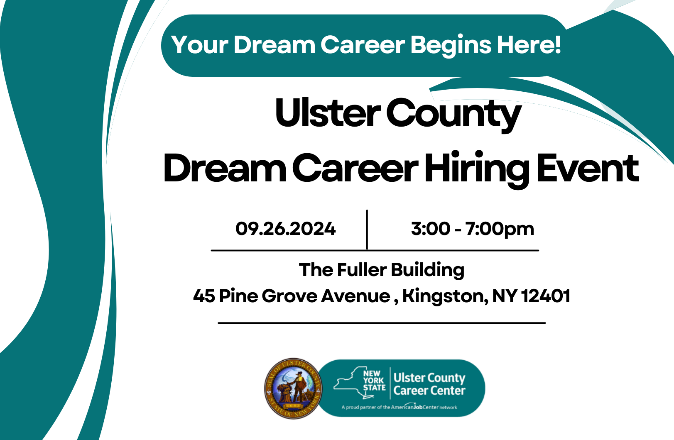 Your Dream Career Begins Here!
Ulster County
Dream Career Hiring Event
09.26.2024
3:00 - 7:00pm
The Fuller Building
45 Pine Grove Avenue , Kingston, NY 12401
NEW
YORK
STATE
Ulster County
Career Center
A proud partner of the AmericanJobCenter network